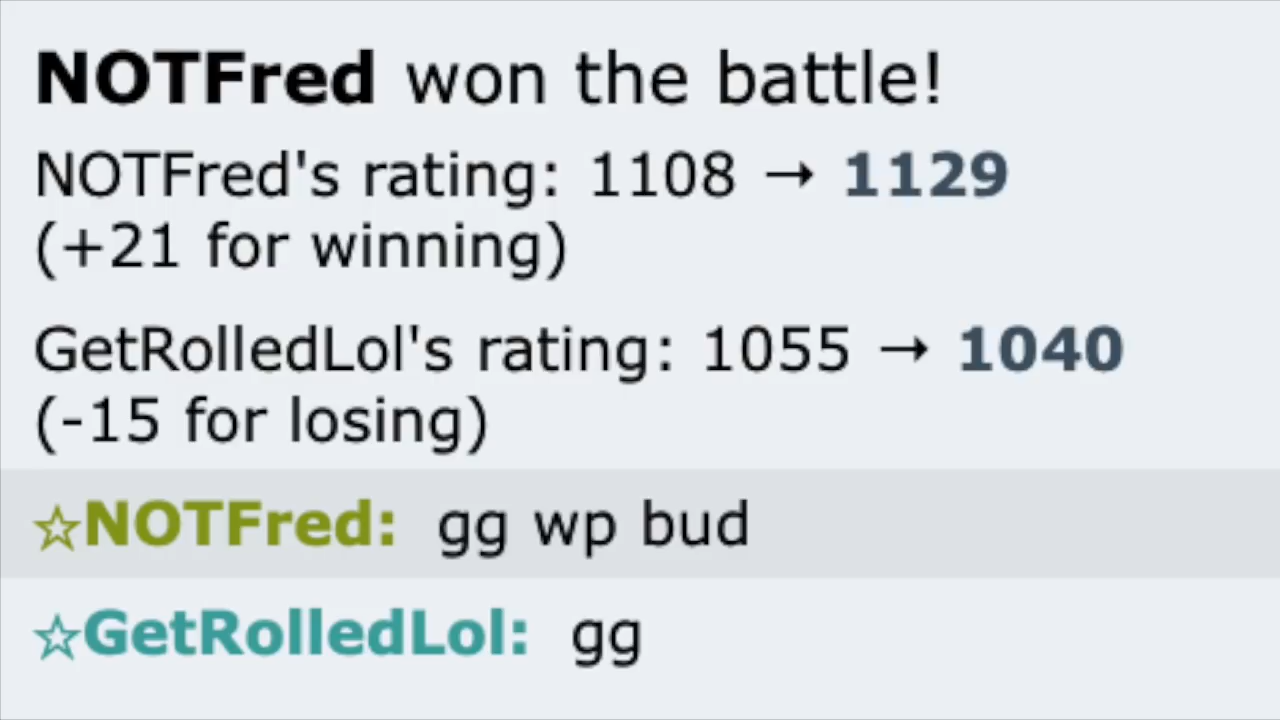 NOTFred won the battle!
NOTFred's rating: 1108 → 1129
(+21 for winning)
GetRolledLol's rating: 1055 → 1040
(-15 for losing)
☆NOTFred: gg wp bud
☆GetRolledLol: gg